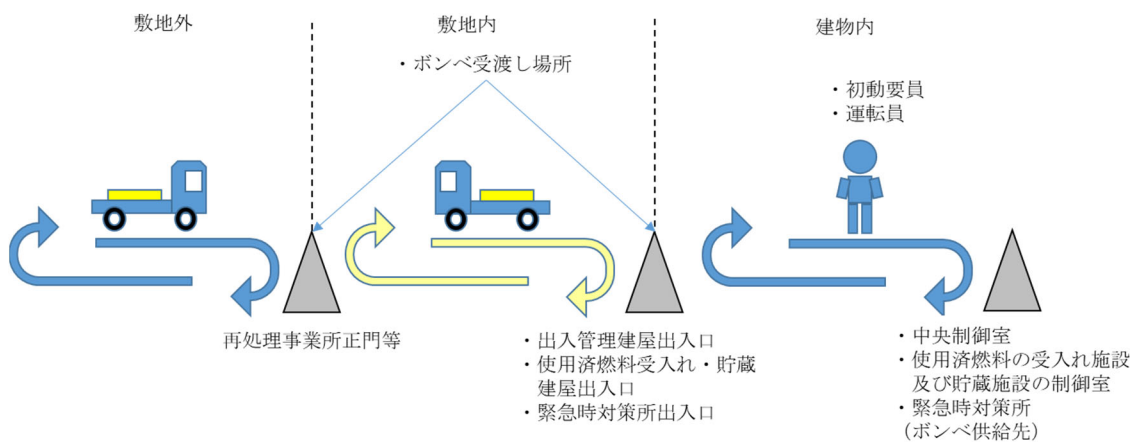 敷地外
敷地内
建物内
・ボンベ受渡し場所
・初動要員
・運転員
再処理事業所正門等
・出入管理建屋出入口
・使用済燃料受入れ・貯蔵
建屋出入口
・緊急時対策所出入口
・中央制御室
・使用済燃料の受入れ施設
及び貯蔵施設の制御室
・緊急時対策所
（ボンベ供給先）